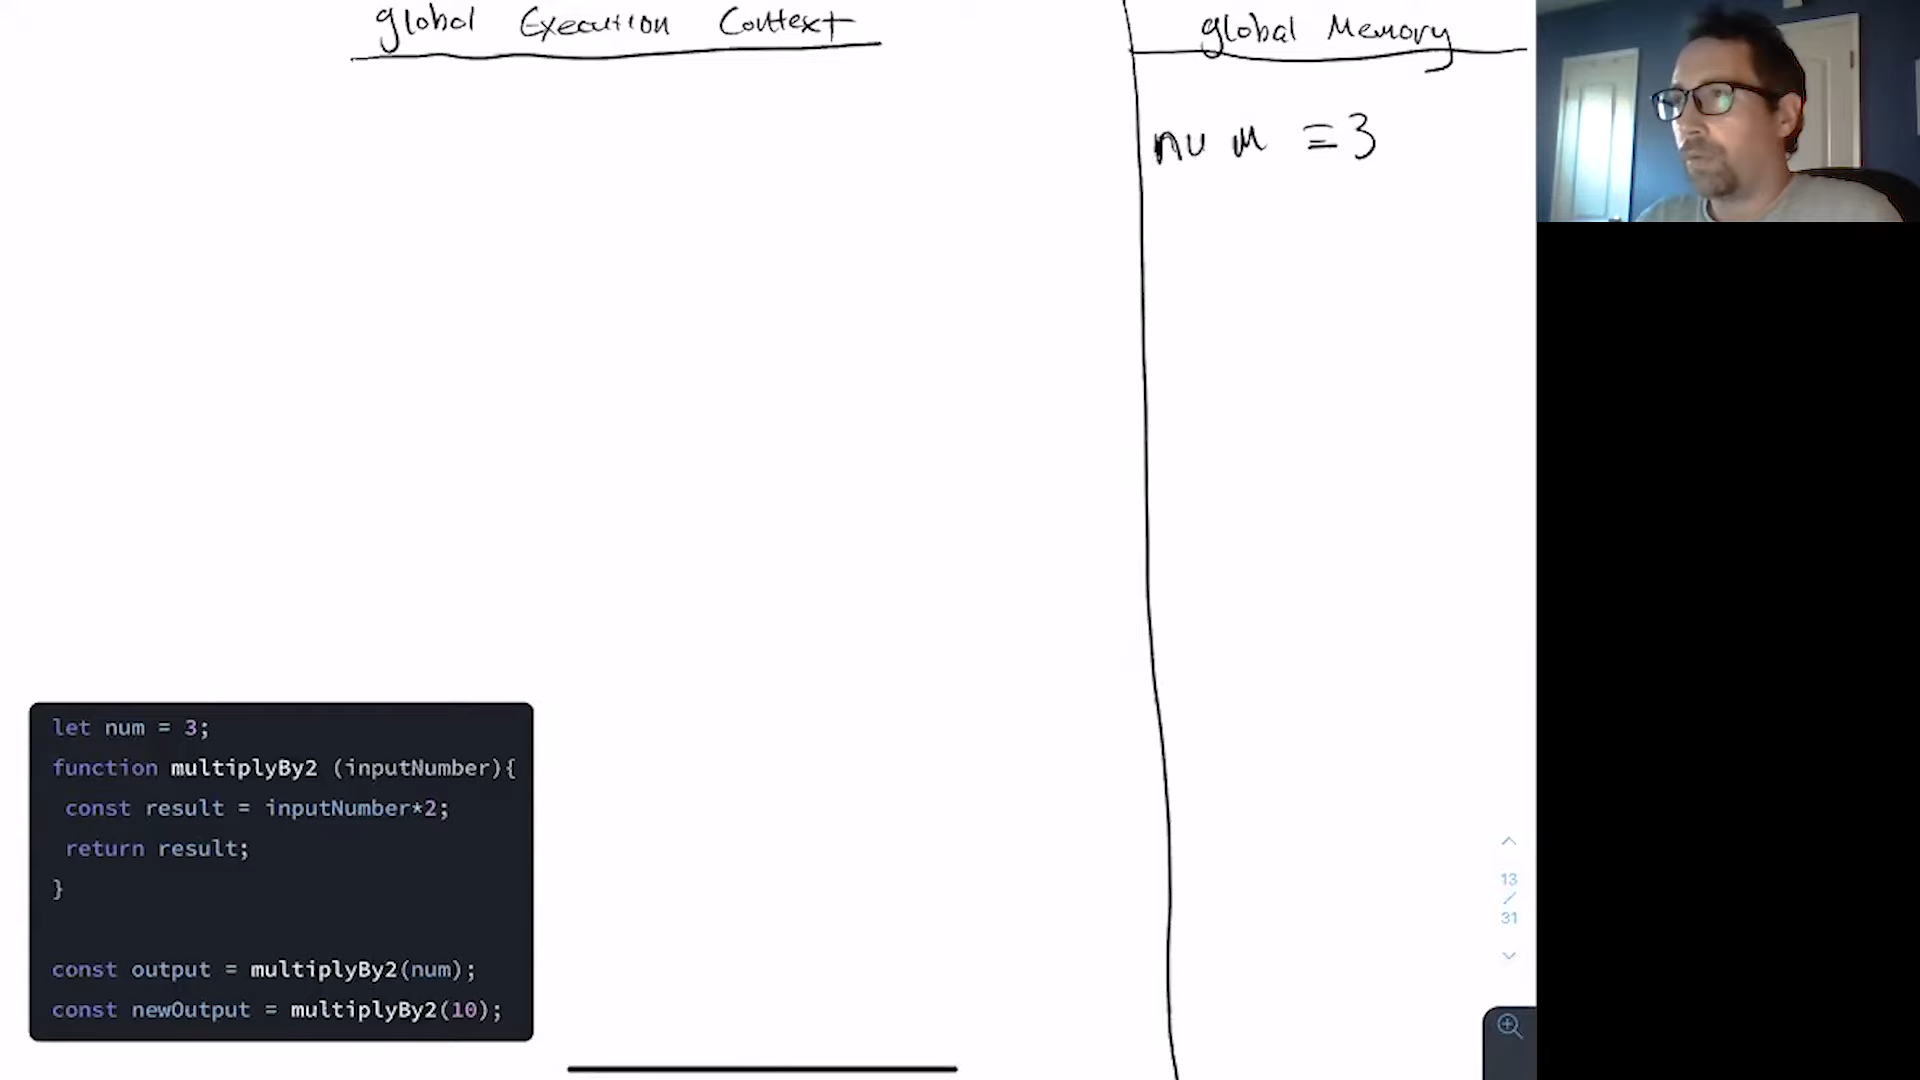 global Execution Context
global Memory
num = 3
let num = 3;
function multiplyBy2 (inputNumber){
const result = inputNumber*2;
return result;
}
const output = multiplyBy2(num);
const newOutput = multiplyBy2(10);
13
/
31